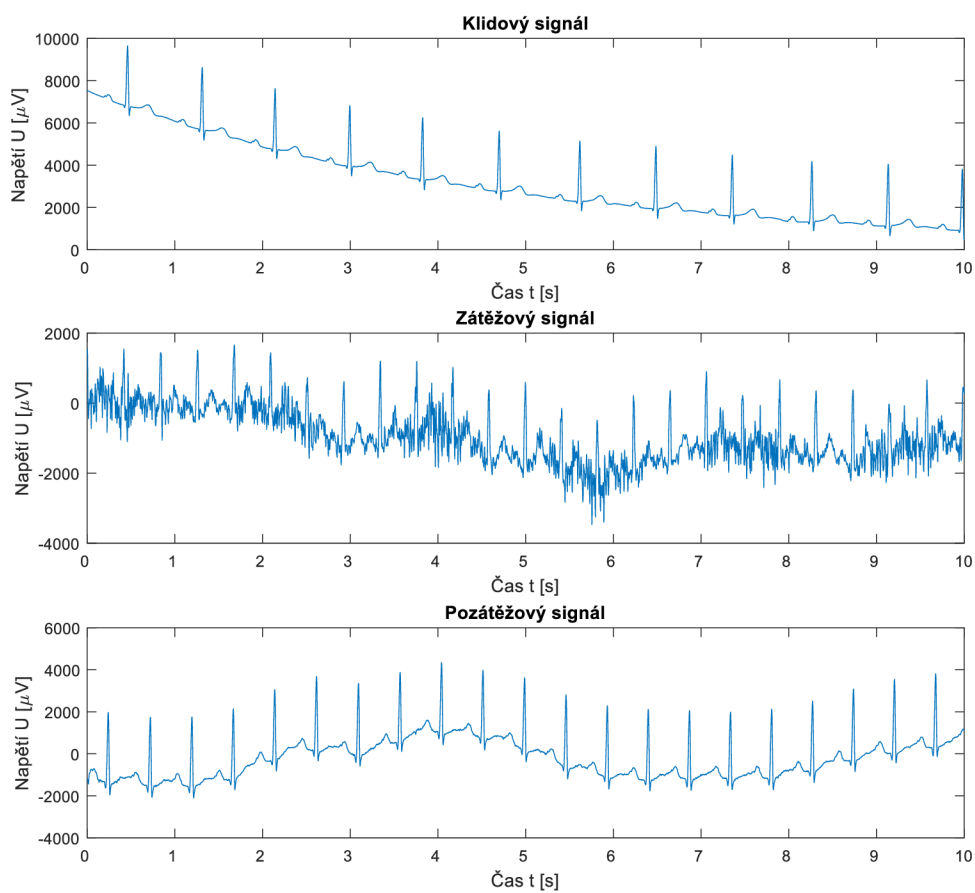 Klidový signál
Napětí U [μV]
10000
8000
6000
4000
2000
0
0 1 2 3 4 5 6 7 8 9 10
Čas t [s]
Zátěžový signál
Napětí U [μV]
2000
0
-2000
-4000
0 1 2 3 4 5 6 7 8 9 10
Čas t [s]
Pozátěžový signál
Napětí U [μV]
6000
4000
2000
0
-2000
-4000
0 1 2 3 4 5 6 7 8 9 10
Čas t [s]